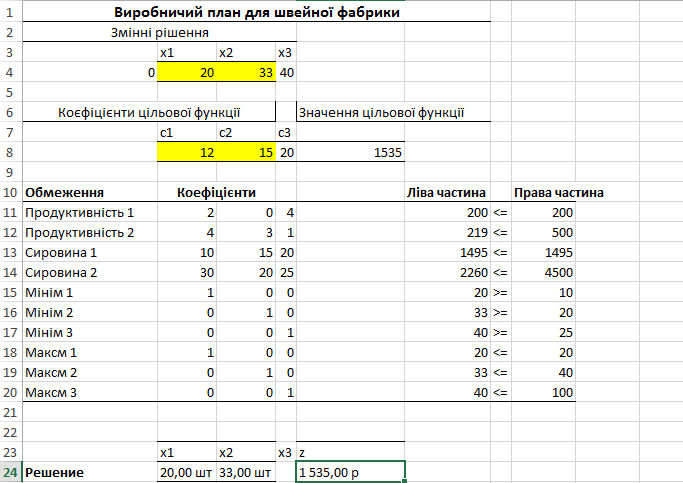 1 Виробничий план для швейної фабрики
2 Змінні рішення
3 x1 x2 x3
4 0 20 33 40
5
6 Коєфіцієнти цільової функції Значення цільової функції
7 c1 c2 c3
8 12 15 20 1535
9
10 Обмеження Коефіцієнти Ліва частина Права частина
11 Продуктивність 1 2 0 4 200 <= 200
12 Продуктивність 2 4 3 1 219 <= 500
13 Сировина 1 10 15 20 1495 <= 1495
14 Сировина 2 30 20 25 2260 <= 4500
15 Мінім 1 1 0 0 20 >= 10
16 Мінім 2 0 1 0 33 >= 20
17 Мінім 3 0 0 1 40 >= 25
18 Максм 1 1 0 0 20 <= 20
19 Максм 2 0 1 0 33 <= 40
20 Максм 3 0 0 1 40 <= 100
21
22
23 x1 x2 x3 z
24 Решение 20,00 шт 33,00 шт 1 535,00 р